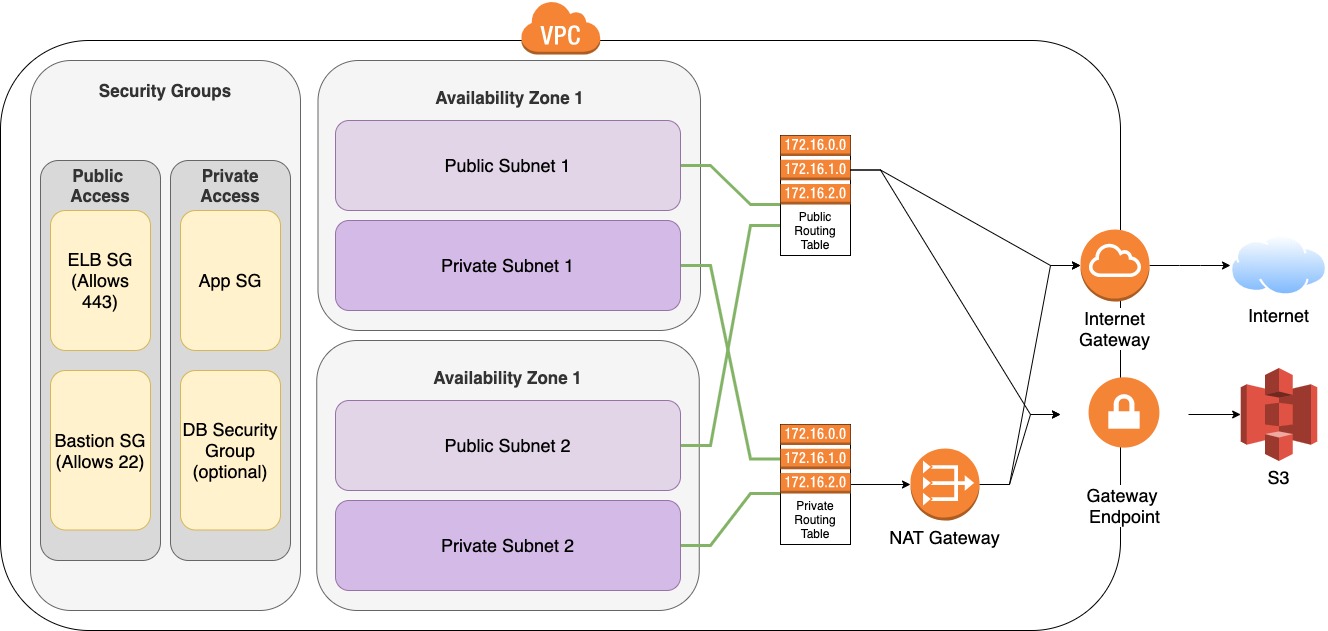 VPC
Security Groups
Public
Access
ELB SG
(Allows
443)
Bastion SG
(Allows 22)
Private
Access
App SG
DB Security
Group
(optional)
Availability Zone 1
Public Subnet 1
Private Subnet 1
Availability Zone 1
Public Subnet 2
Private Subnet 2
172.16.0.0
172.16.1.0
172.16.2.0
Public
Routing
Table
172.16.0.0
172.16.1.0
172.16.2.0
Private
Routing
Table
NAT Gateway
Internet
Gateway
Internet
Gateway
Endpoint
S3